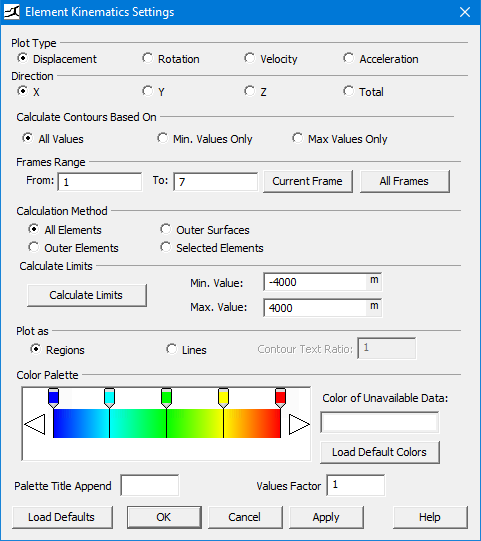 Element Kinematics Settings
Plot Type
Displacement Rotation Velocity Acceleration
Direction
X Y Z Total
Calculate Contours Based On
All Values Min. Values Only Max Values Only
Frames Range
From: 1 To: 7 Current Frame All Frames
Calculation Method
All Elements Outer Surfaces
Outer Elements Selected Elements
Calculate Limits
Min. Value: -4000 m
Calculate Limits
Max. Value: 4000 m
Plot as
Regions Lines Contour Text Ratio: 1
Color Palette
Color of Unavailable Data:
Load Default Colors
Palette Title Append Values Factor 1
Load Defaults OK Cancel Apply Help